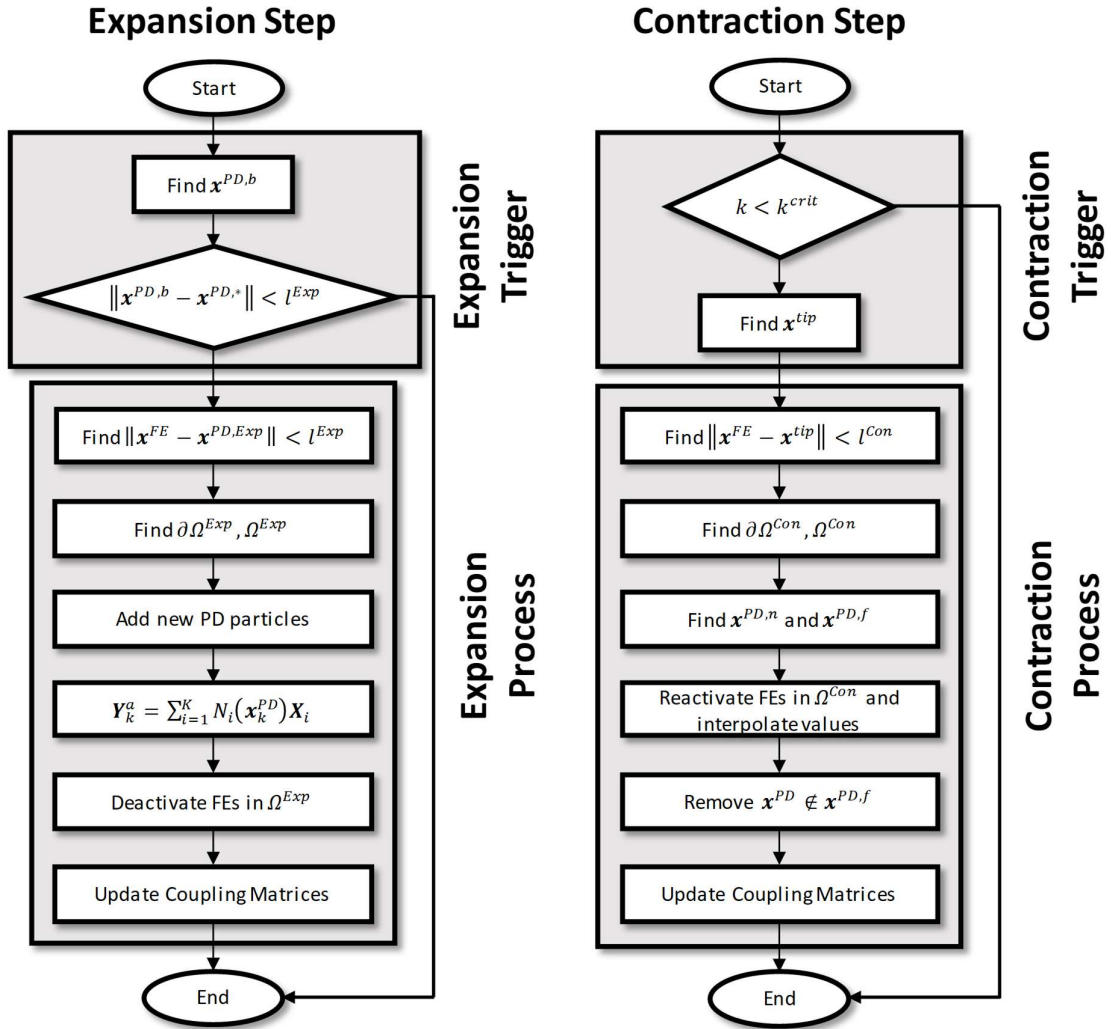 Expansion Step
Start
Find x^{PD,b}
‖x^{PD,b} − x^{PD,*}‖ < l^{Exp}
Expansion
Trigger
Find ‖x^{FE} − x^{PD,Exp}‖ < l^{Exp}
Find ∂Ω^{Exp}, Ω^{Exp}
Add new PD particles
Y_k^a = ∑_{i=1}^K N_i(x_k^{PD})X_i
Deactivate FEs in Ω^{Exp}
Update Coupling Matrices
Expansion
Process
End
Contraction Step
Start
k < k^{crit}
Find x^{tip}
Contraction
Trigger
Find ‖x^{FE} − x^{tip}‖ < l^{Con}
Find ∂Ω^{Con}, Ω^{Con}
Find x^{PD,n} and x^{PD,f}
Reactivate FEs in Ω^{Con} and
interpolate values
Remove x^{PD} ∉ x^{PD,f}
Update Coupling Matrices
Contraction
Process
End